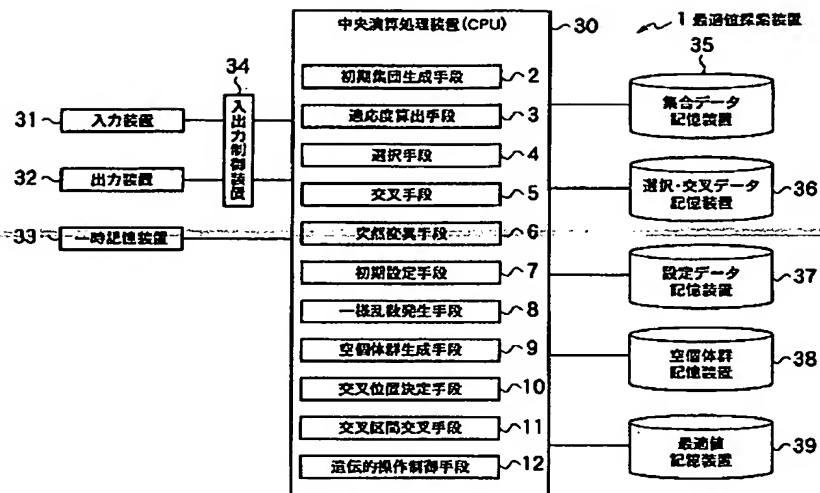 中央演算処理装置(CPU)
30
1 最適値探索装置
34
入出力制御装置
31
入力装置
32
出力装置
33
一時記憶装置
初期集団生成手段
2
適応度算出手段
3
選択手段
4
交叉手段
5
突然変異手段
6
初期設定手段
7
一様乱数発生手段
8
空個体群生成手段
9
交叉位置決定手段
10
交叉区間交叉手段
11
遺伝的操作制御手段
12
35
集合データ
記憶装置
選択・交叉データ
記憶装置
36
設定データ
記憶装置
37
空個体群
記憶装置
38
最適値
記憶装置
39